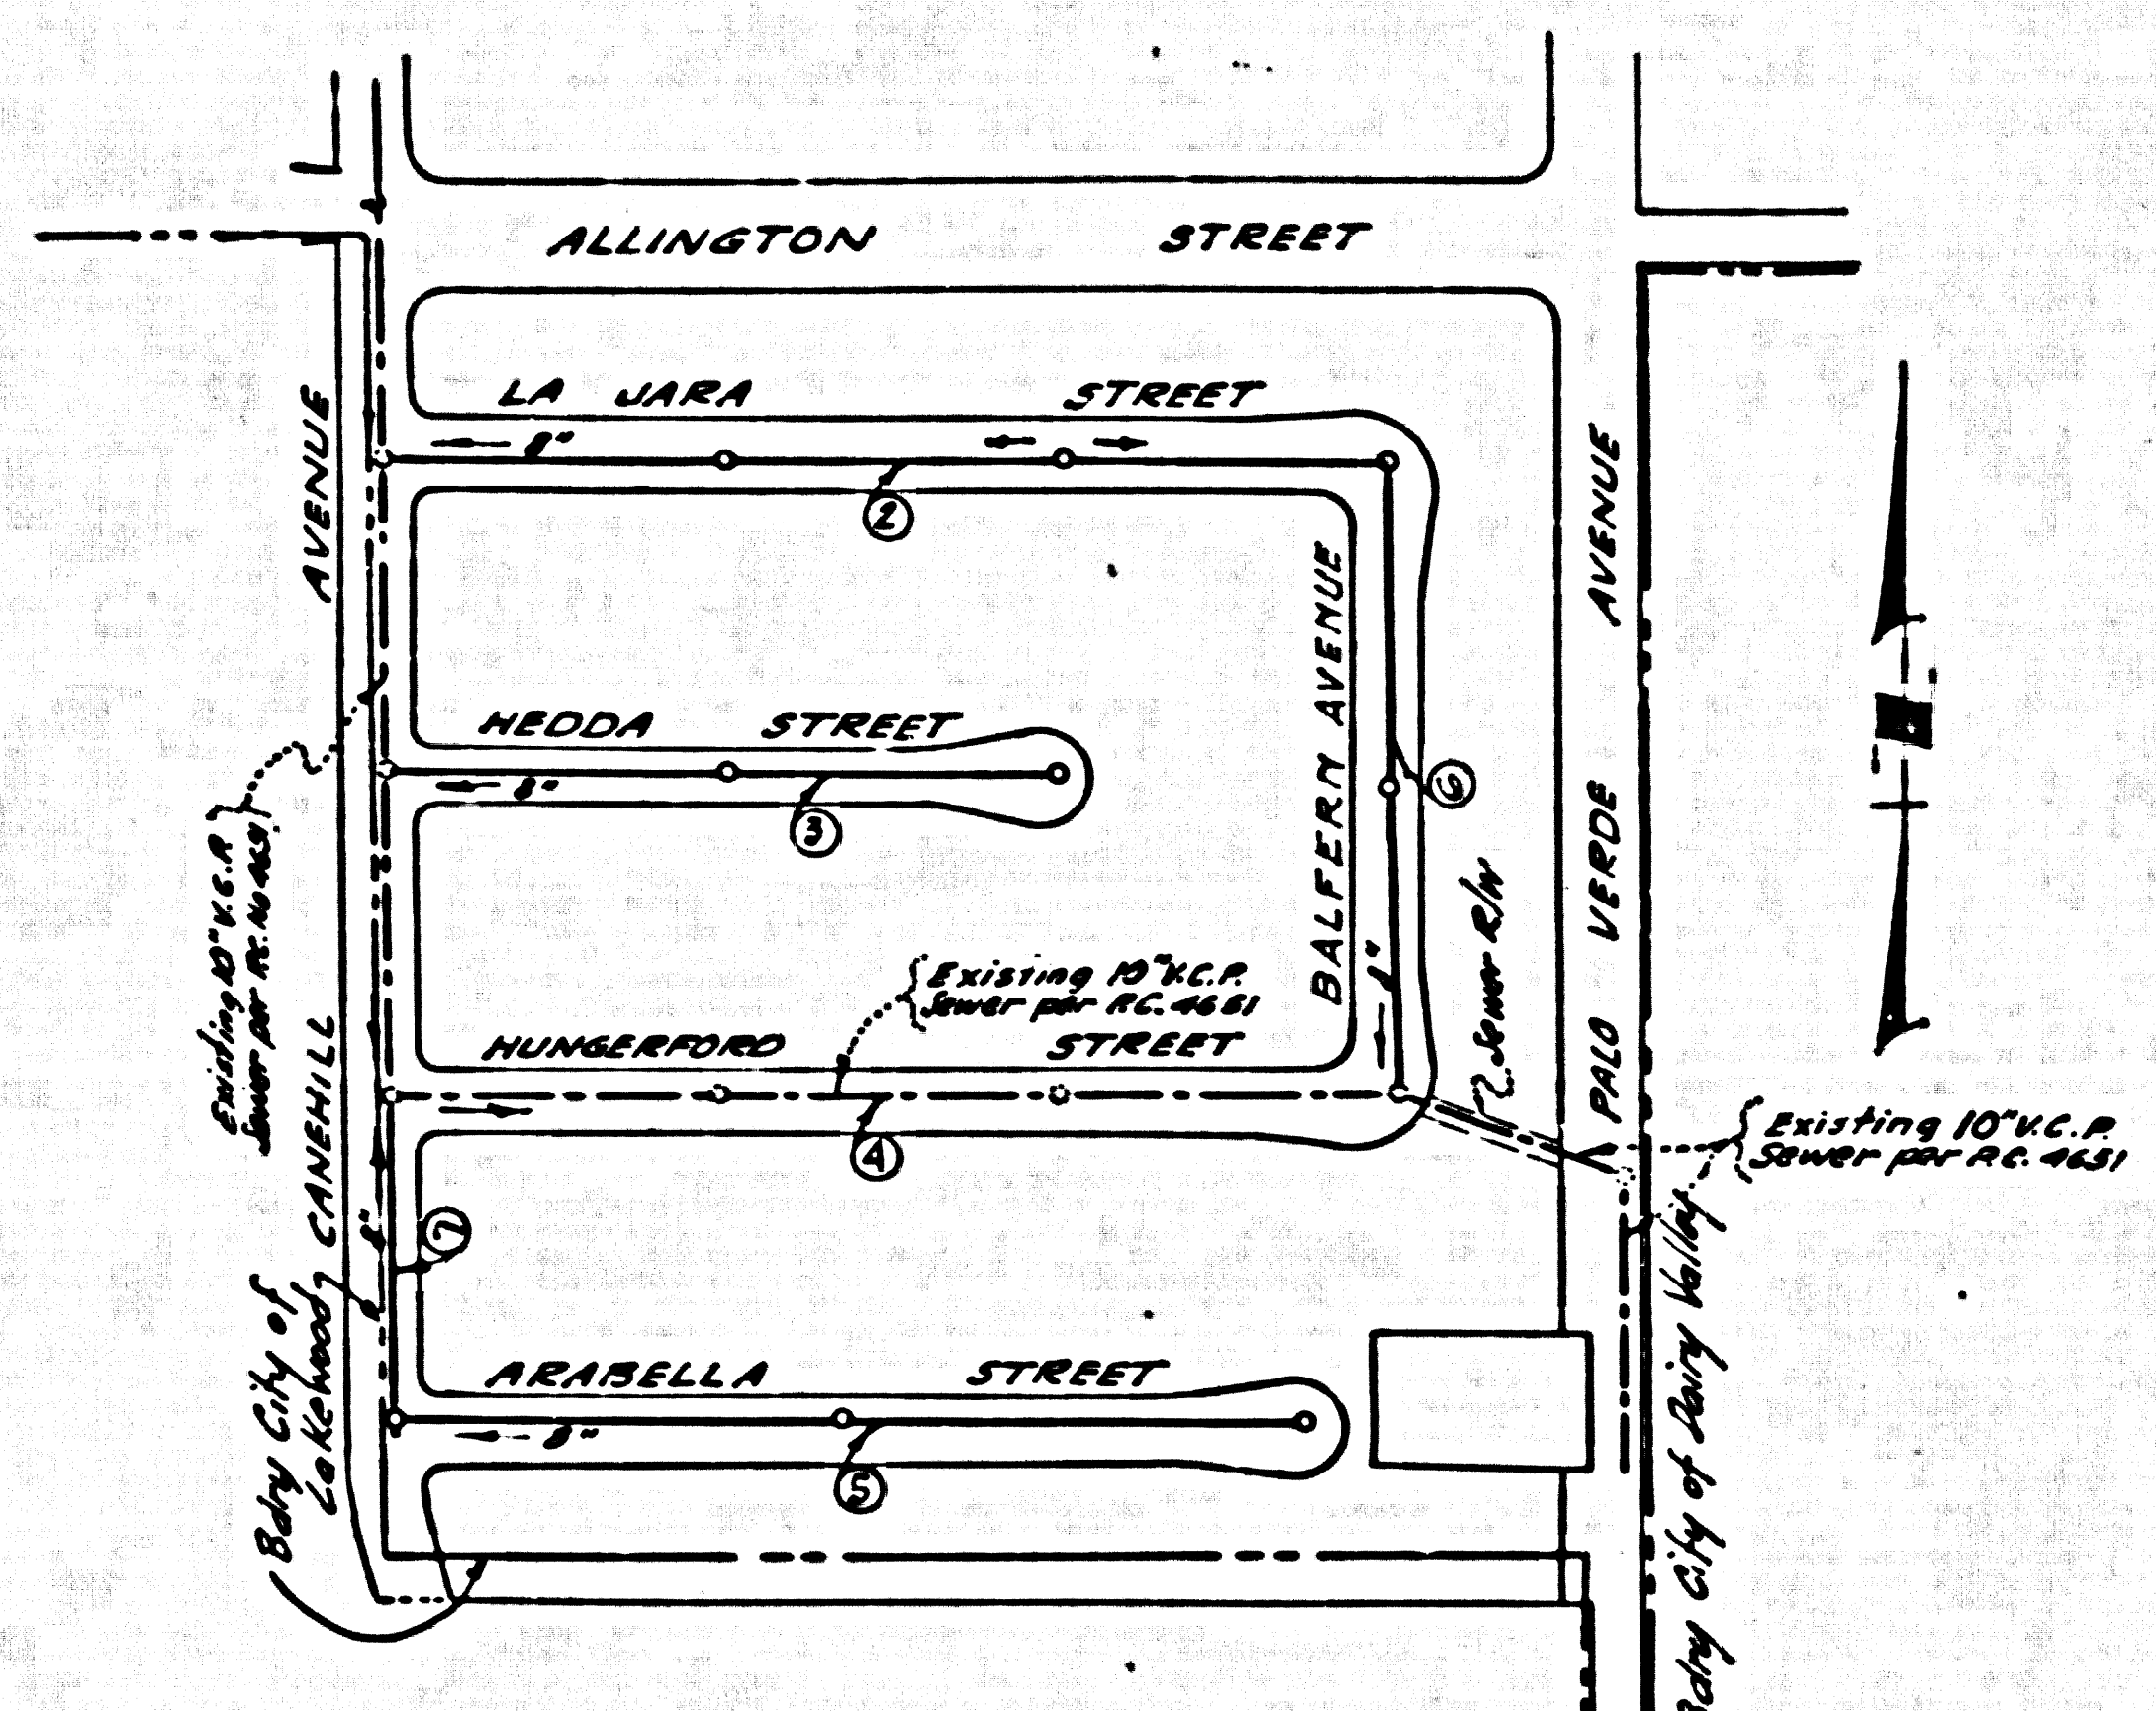 ALLINGTON STREET
LA JARA STREET
8"
2
AVENUE
AVENUE
HEDDA STREET
8"
3
6
BALFERN AVENUE
PALO VERDE
Sewer R/W
8"
Existing 10" V.C.P.
Sewer per P.C. No 4651
Existing 10" V.C.P.
Sewer per P.C. 4651
HUNGERFORD STREET
4
Existing 10" V.C.P.
Sewer per P.C. 4651
CANEHILL
8"
7
Bdry City of
Lakewood
ARABELLA STREET
8"
5
Bdry City of Dairy Valley